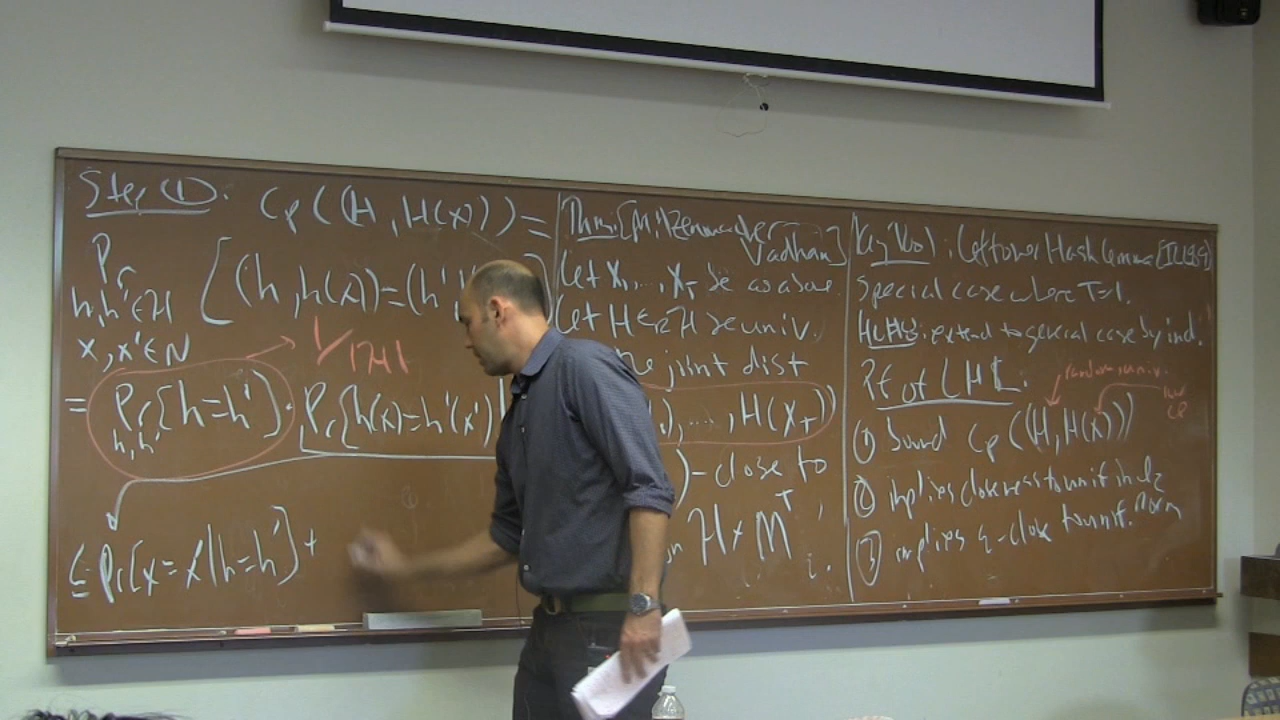 Step ①: Cp((H, H(x))) =
Pr
h,h'∈H
x,x'∈N
[(h,h(x))=(h'
1/|H|
= Pr[h=h'] · Pr[h(x)=h'(x')
h,h'
≤ Pr[x=x'|h=h'] +
Thm: [Mitzenmacher-
Vadhan]
Let X1,...,XT be as above.
Let H∈R H be univ.
joint dist
),...,H(XT))
)-close to
H × M^T
Key Tool: Leftover Hash Lemma [ILL89]
Special case where T=1.
extend to general case by ind.
Pf of LHL:
random univ.
low
CP
① bound Cp((H,H(x)))
② implies closeness to unif in L2
norm
③ implies ε-close to unif.